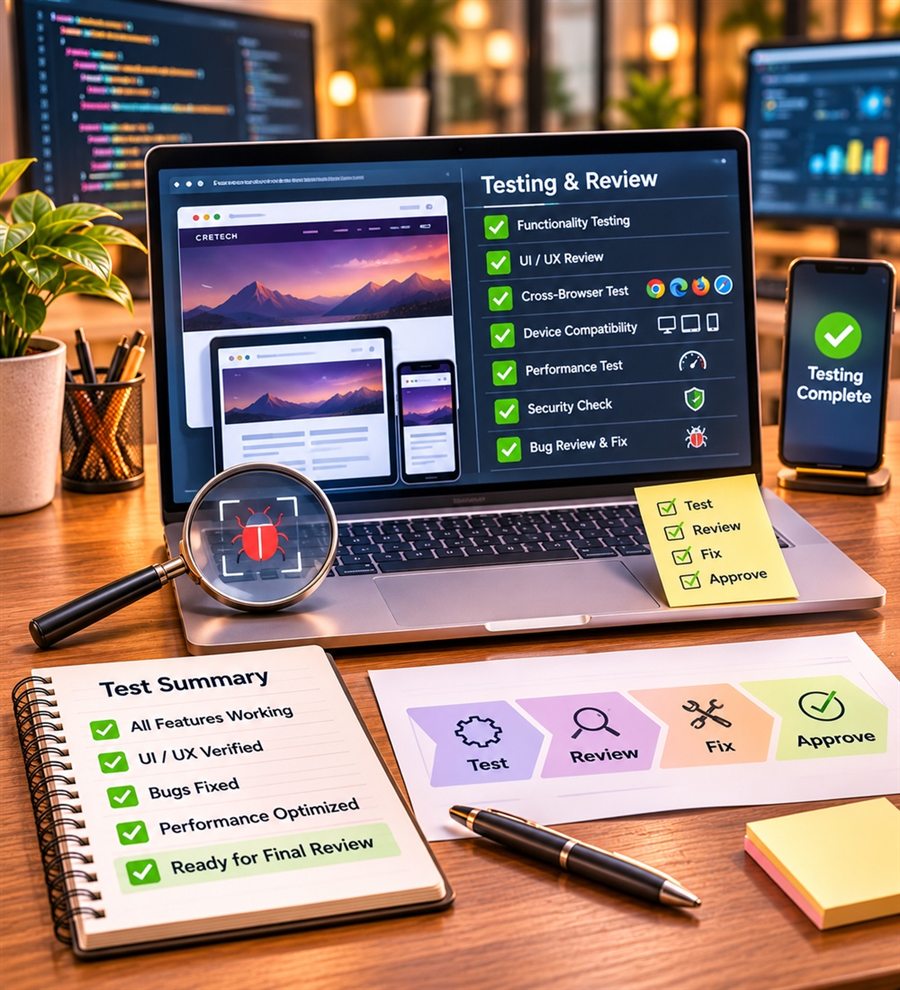 CRETECH
Testing & Review
Functionality Testing
UI / UX Review
Cross-Browser Test
Device Compatibility
Performance Test
Security Check
Bug Review & Fix
Testing
Complete
Test
Review
Fix
Approve
Test Summary
All Features Working
UI / UX Verified
Bugs Fixed
Performance Optimized
Ready for Final Review
Test
Review
Fix
Approve